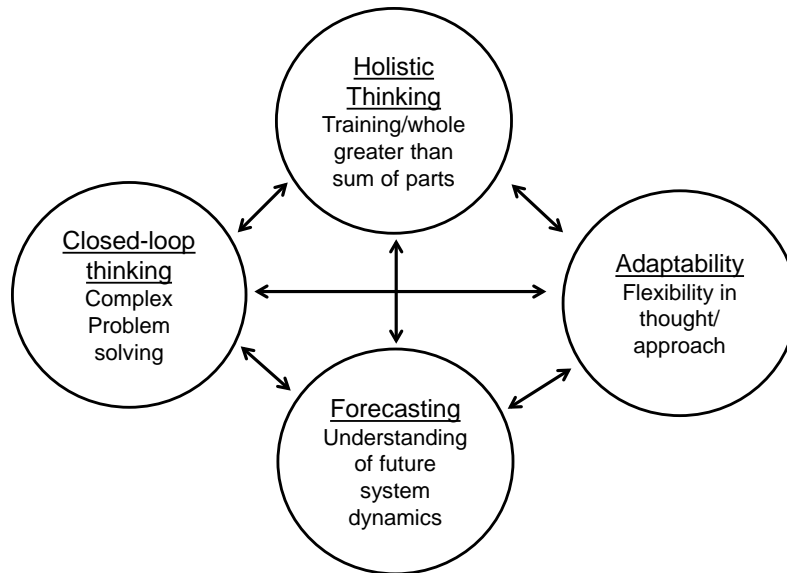 Holistic
Thinking
Training/whole
greater than
sum of parts
Closed-loop
thinking
Complex
Problem
solving
Adaptability
Flexibility in
thought/
approach
Forecasting
Understanding
of future
system
dynamics